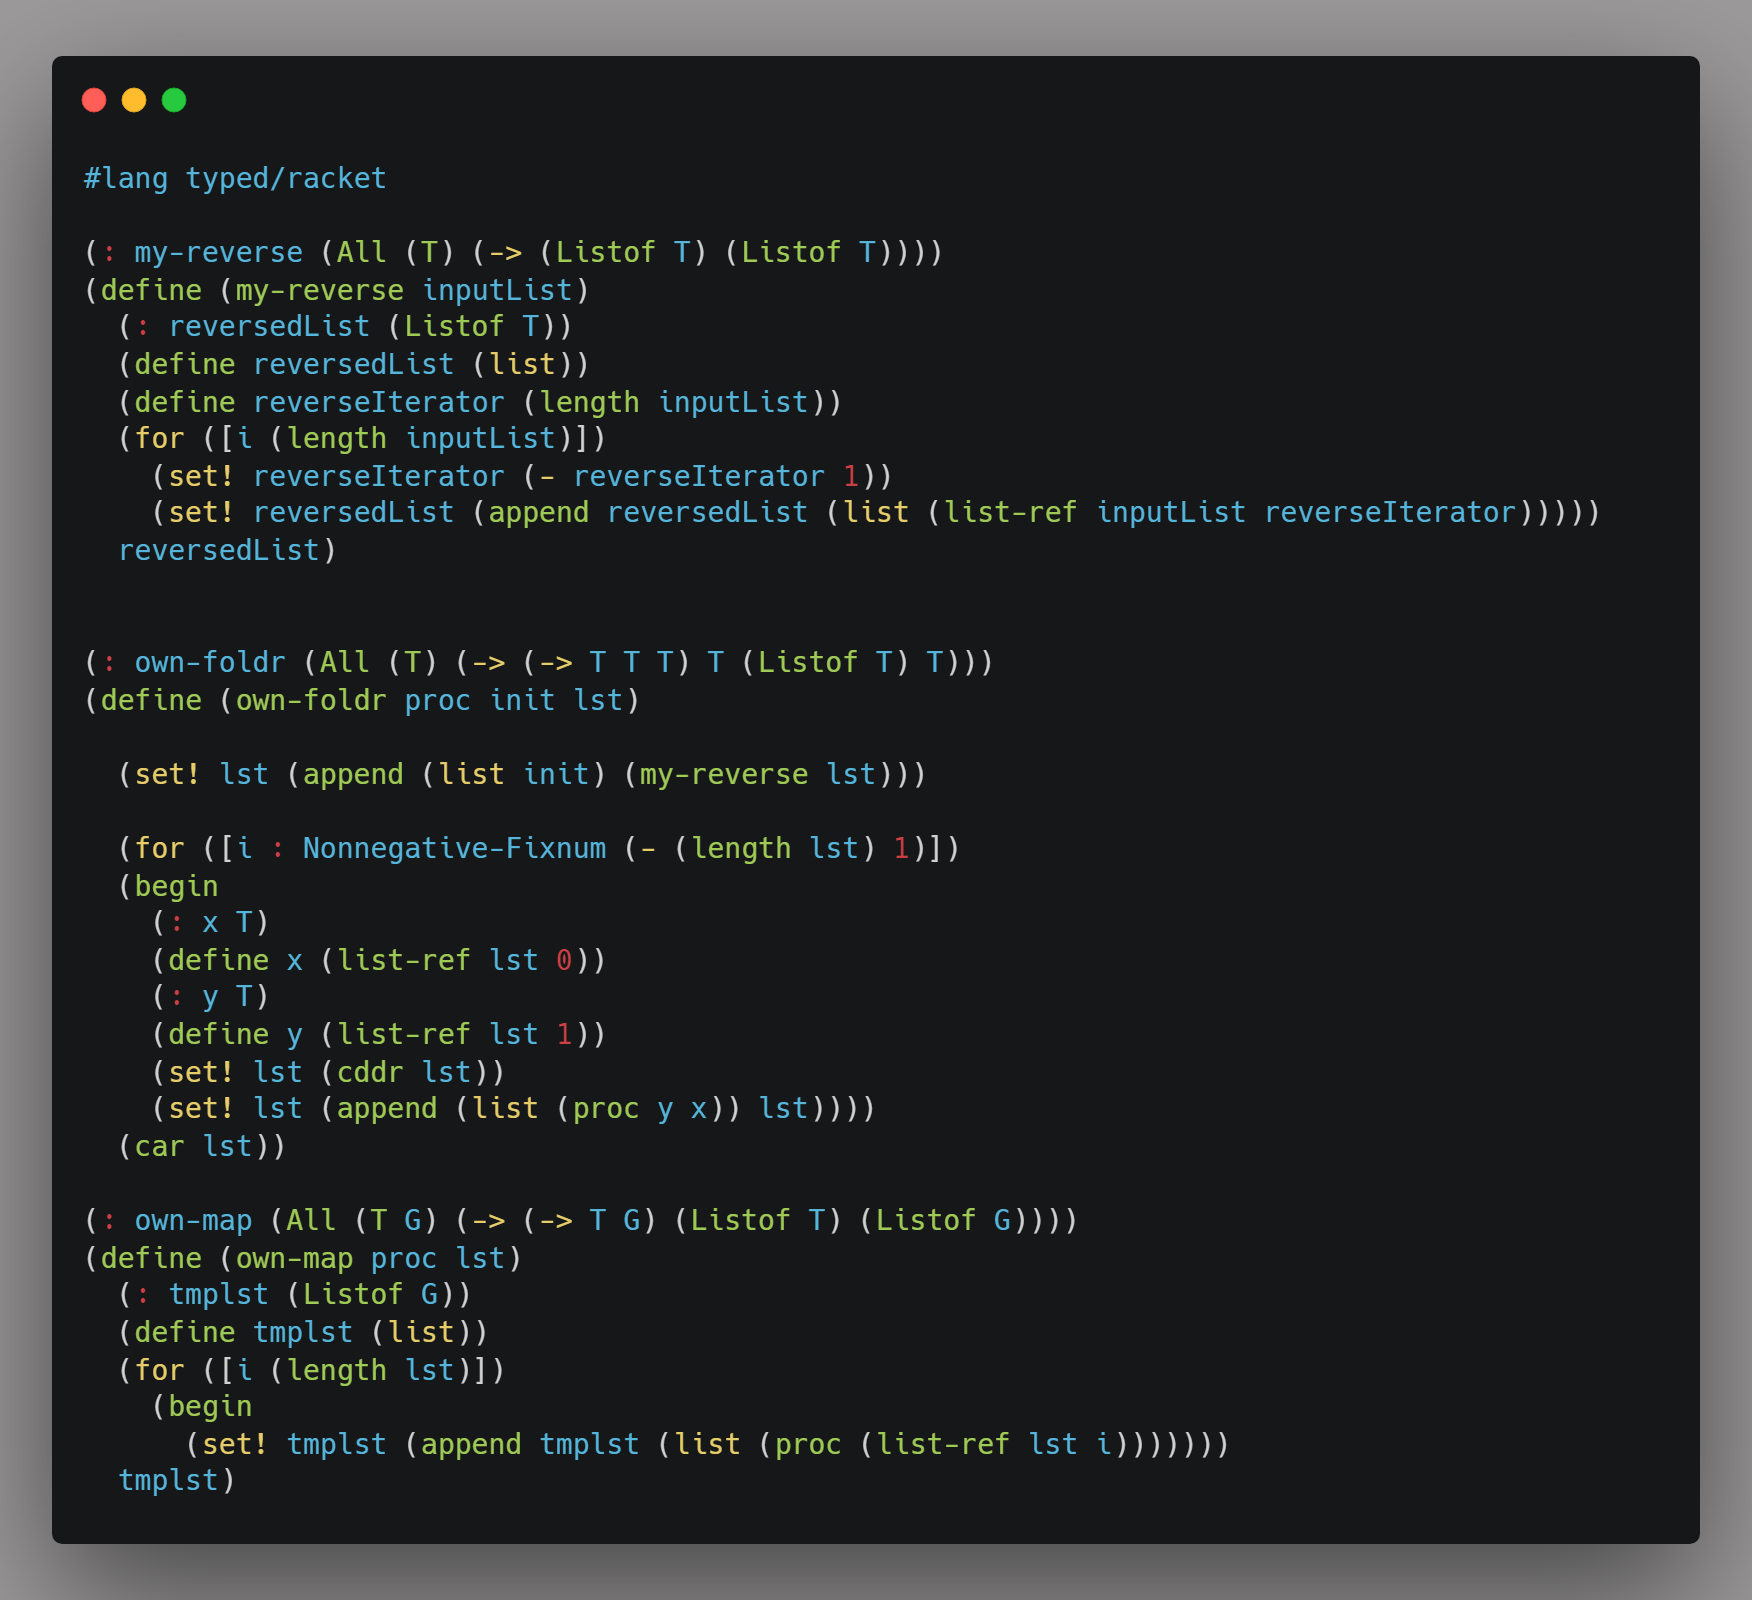 #lang typed/racket
(: my-reverse (All (T) (-> (Listof T) (Listof T))))
(define (my-reverse inputList)
  (: reversedList (Listof T))
  (define reversedList (list))
  (define reverseIterator (length inputList))
  (for ([i (length inputList)])
    (set! reverseIterator (- reverseIterator 1))
    (set! reversedList (append reversedList (list (list-ref inputList reverseIterator)))))
  reversedList)
(: own-foldr (All (T) (-> (-> T T T) T (Listof T) T)))
(define (own-foldr proc init lst)
  (set! lst (append (list init) (my-reverse lst)))
  (for ([i : Nonnegative-Fixnum (- (length lst) 1)])
  (begin
    (: x T)
    (define x (list-ref lst 0))
    (: y T)
    (define y (list-ref lst 1))
    (set! lst (cddr lst))
    (set! lst (append (list (proc y x)) lst))))
  (car lst))
(: own-map (All (T G) (-> (-> T G) (Listof T) (Listof G))))
(define (own-map proc lst)
  (: tmplst (Listof G))
  (define tmplst (list))
  (for ([i (length lst)])
    (begin
      (set! tmplst (append tmplst (list (proc (list-ref lst i)))))))
  tmplst)